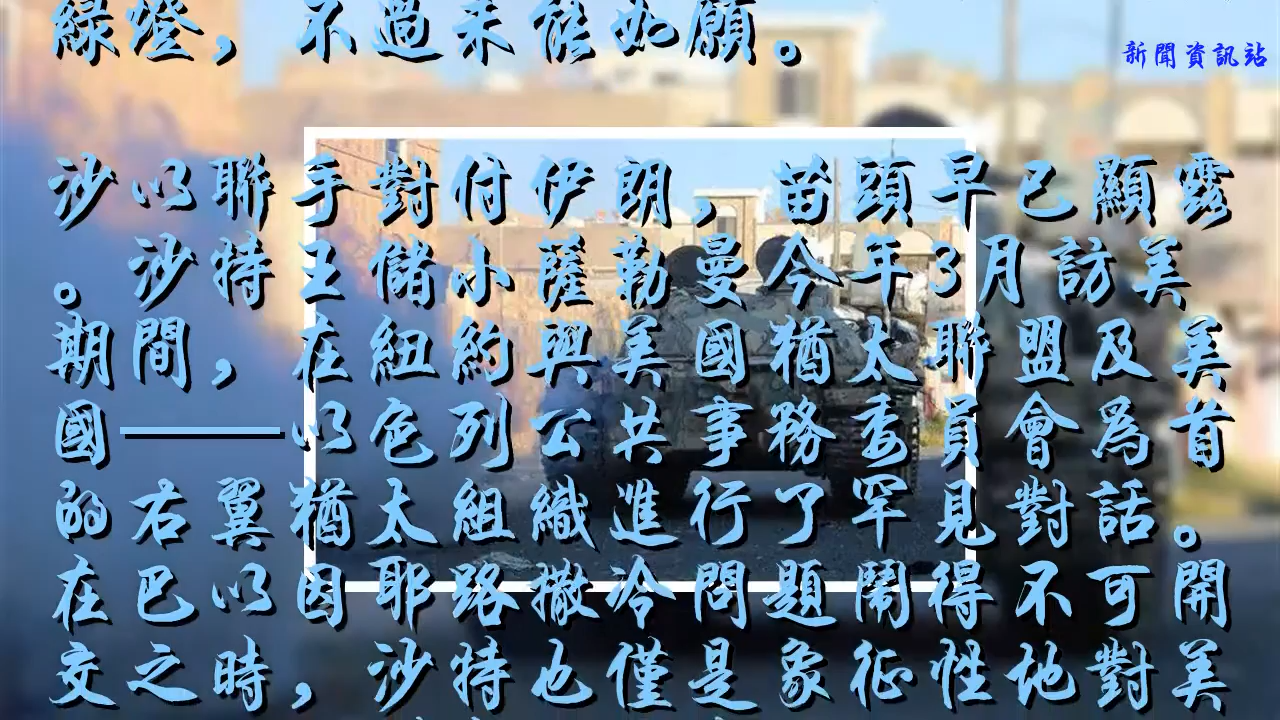 綠燈，不過未能如願。
新聞資訊站
沙以聯手對付伊朗，苗頭早已顯露
。沙特王儲小薩勒曼今年3月訪美
期間，在紐約與美國猶太聯盟及美
國——以色列公共事務委員會為首
的右翼猶太組織進行了罕見對話。
在巴以因耶路撒冷問題鬧得不可開
交之時，沙特也僅是象征性地對美